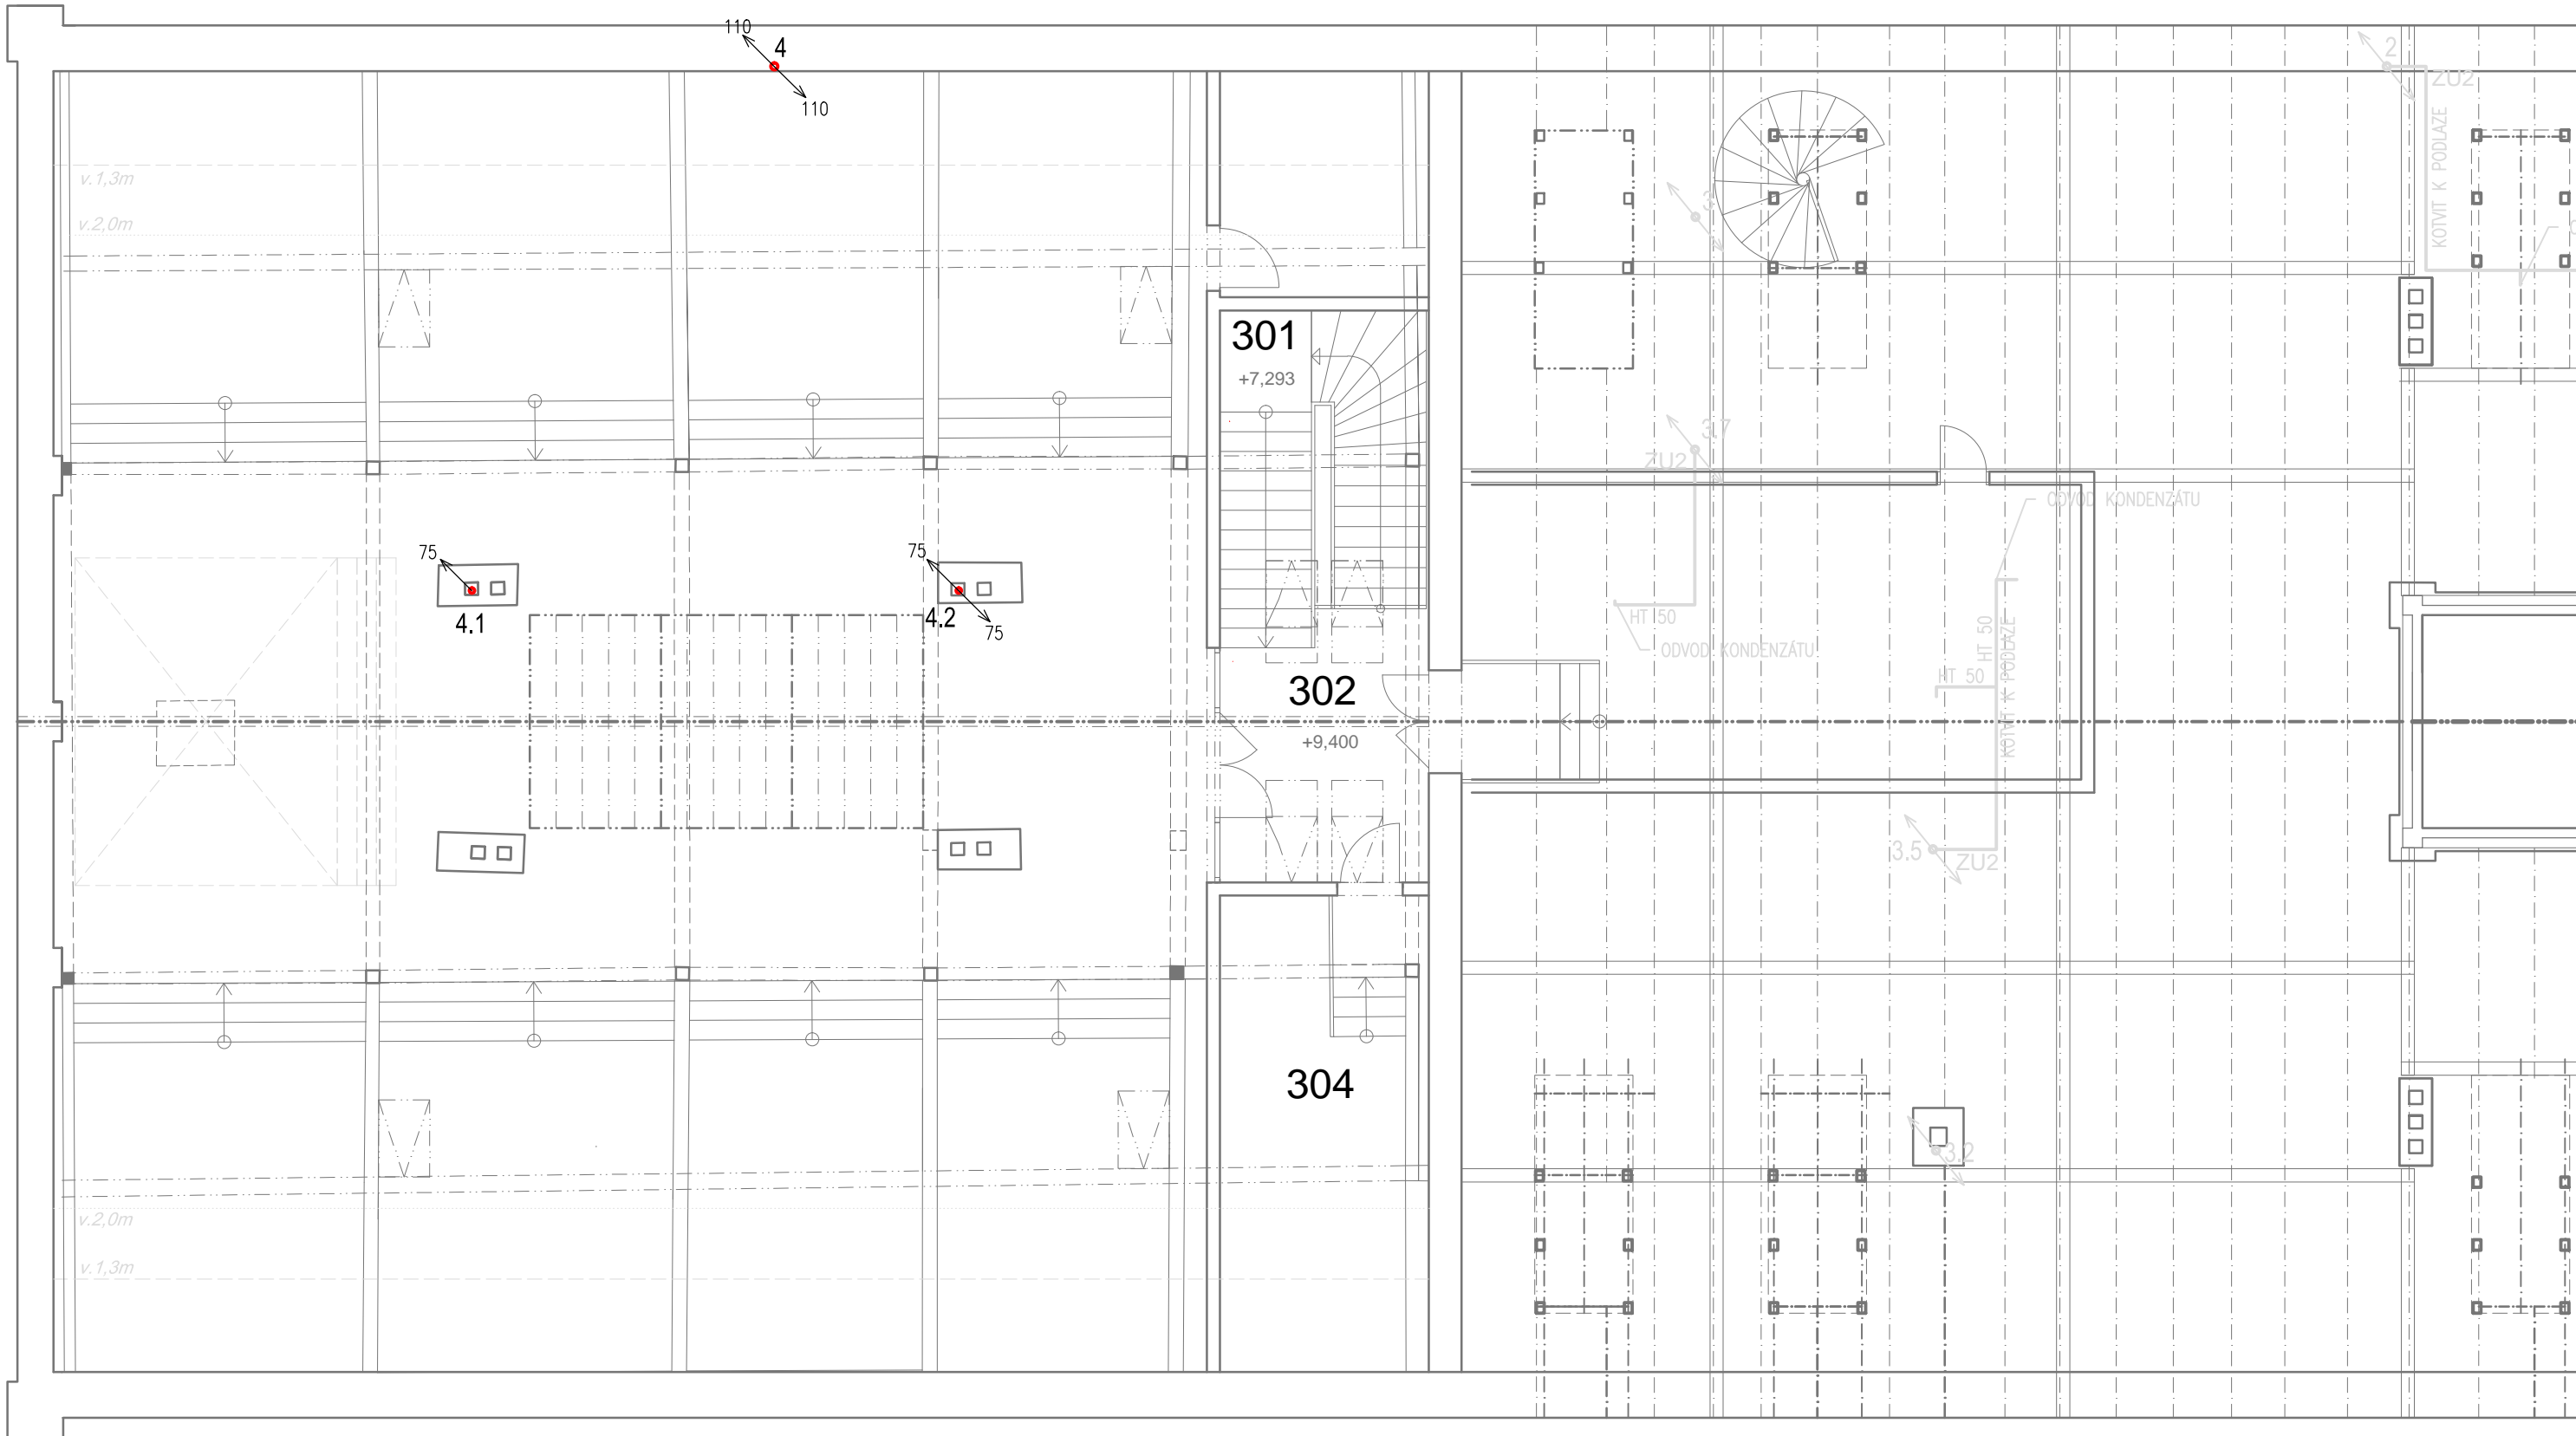 110
4
110
2
ZU2
KOTVIT K PODLAZE
v.1,3m
v.2,0m
301
+7,293
3.7
ZU2
ODVOD KONDENZÁTU
75
4.1
75
4.2
75
HT 50
ODVOD KONDENZÁTU
HT 50
HT 50
KOTVIT K PODLAZE
302
+9,400
3.5
ZU2
304
3.2
v.2,0m
v.1,3m